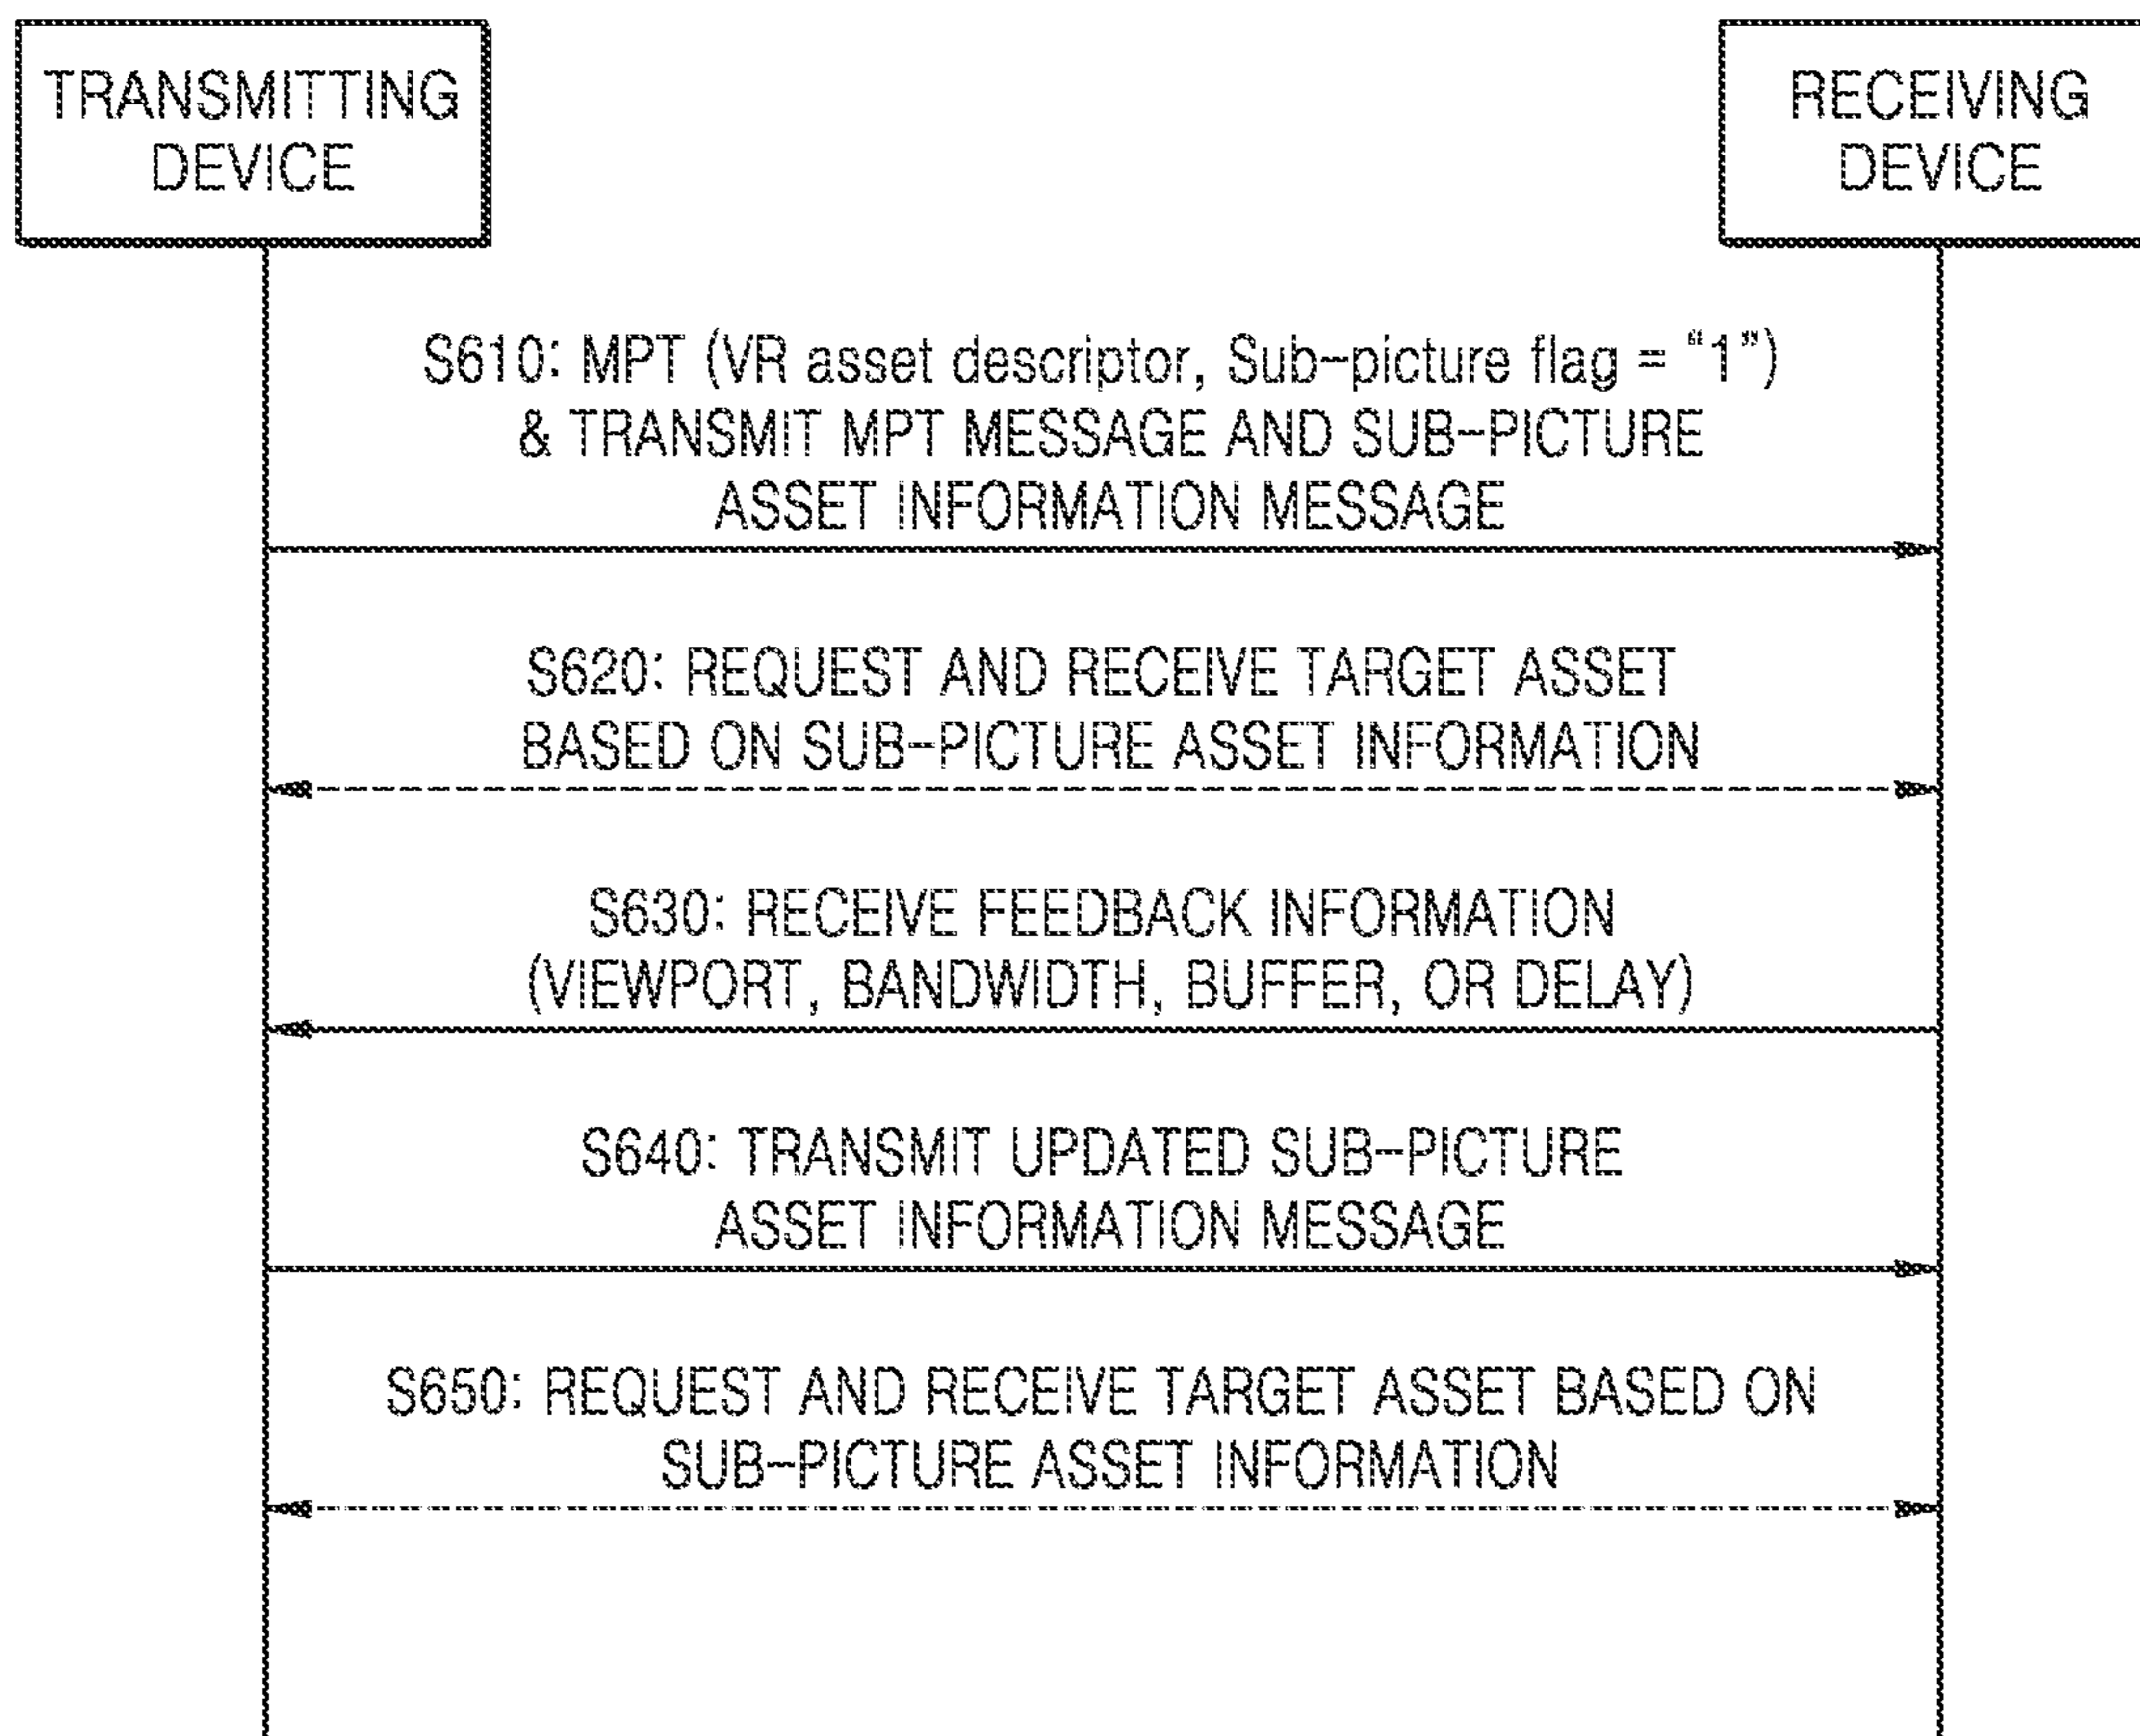 TRANSMITTING
DEVICE
RECEIVING
DEVICE
S610: MPT (VR asset descriptor, Sub-picture flag = “1”)
& TRANSMIT MPT MESSAGE AND SUB-PICTURE
ASSET INFORMATION MESSAGE
S620: REQUEST AND RECEIVE TARGET ASSET
BASED ON SUB-PICTURE ASSET INFORMATION
S630: RECEIVE FEEDBACK INFORMATION
(VIEWPORT, BANDWIDTH, BUFFER, OR DELAY)
S640: TRANSMIT UPDATED SUB-PICTURE
ASSET INFORMATION MESSAGE
S650: REQUEST AND RECEIVE TARGET ASSET BASED ON
SUB-PICTURE ASSET INFORMATION